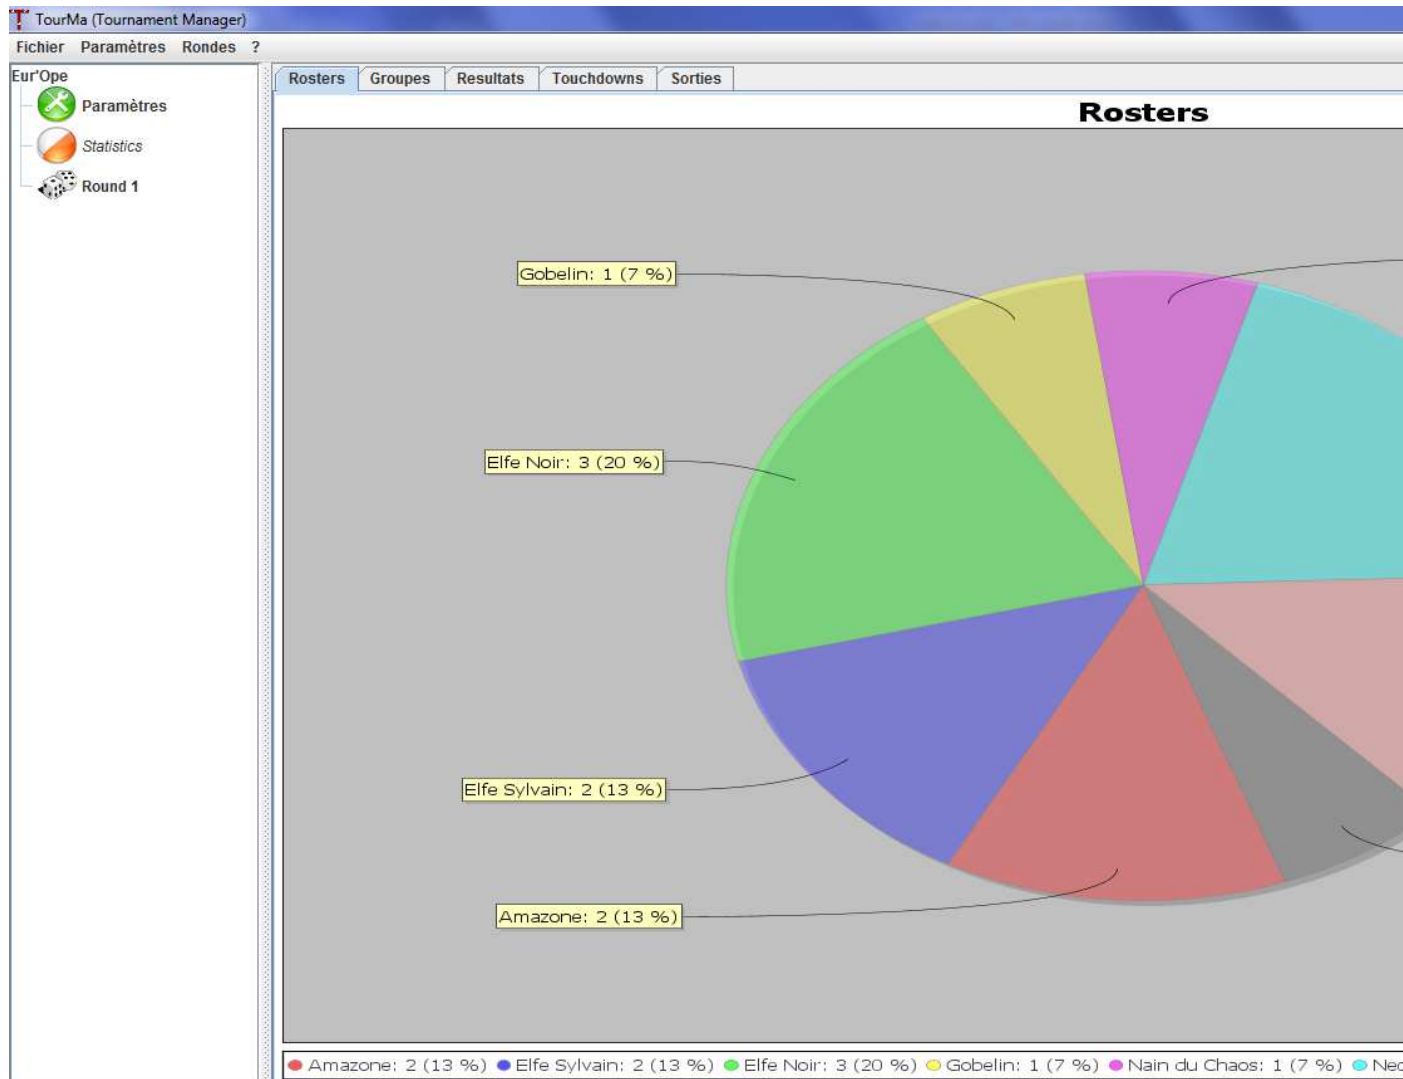 TourMa (Tournament Manager)
Fichier Paramètres Rondes ?
Eur'Ope
Paramètres
Statistics
Round 1
Rosters Groupes Resultats Touchdowns Sorties
Rosters
Gobelin: 1 (7 %)
Elfe Noir: 3 (20 %)
Elfe Sylvain: 2 (13 %)
Amazone: 2 (13 %)
Amazone: 2 (13 %) Elfe Sylvain: 2 (13 %) Elfe Noir: 3 (20 %) Gobelin: 1 (7 %) Nain du Chaos: 1 (7 %)